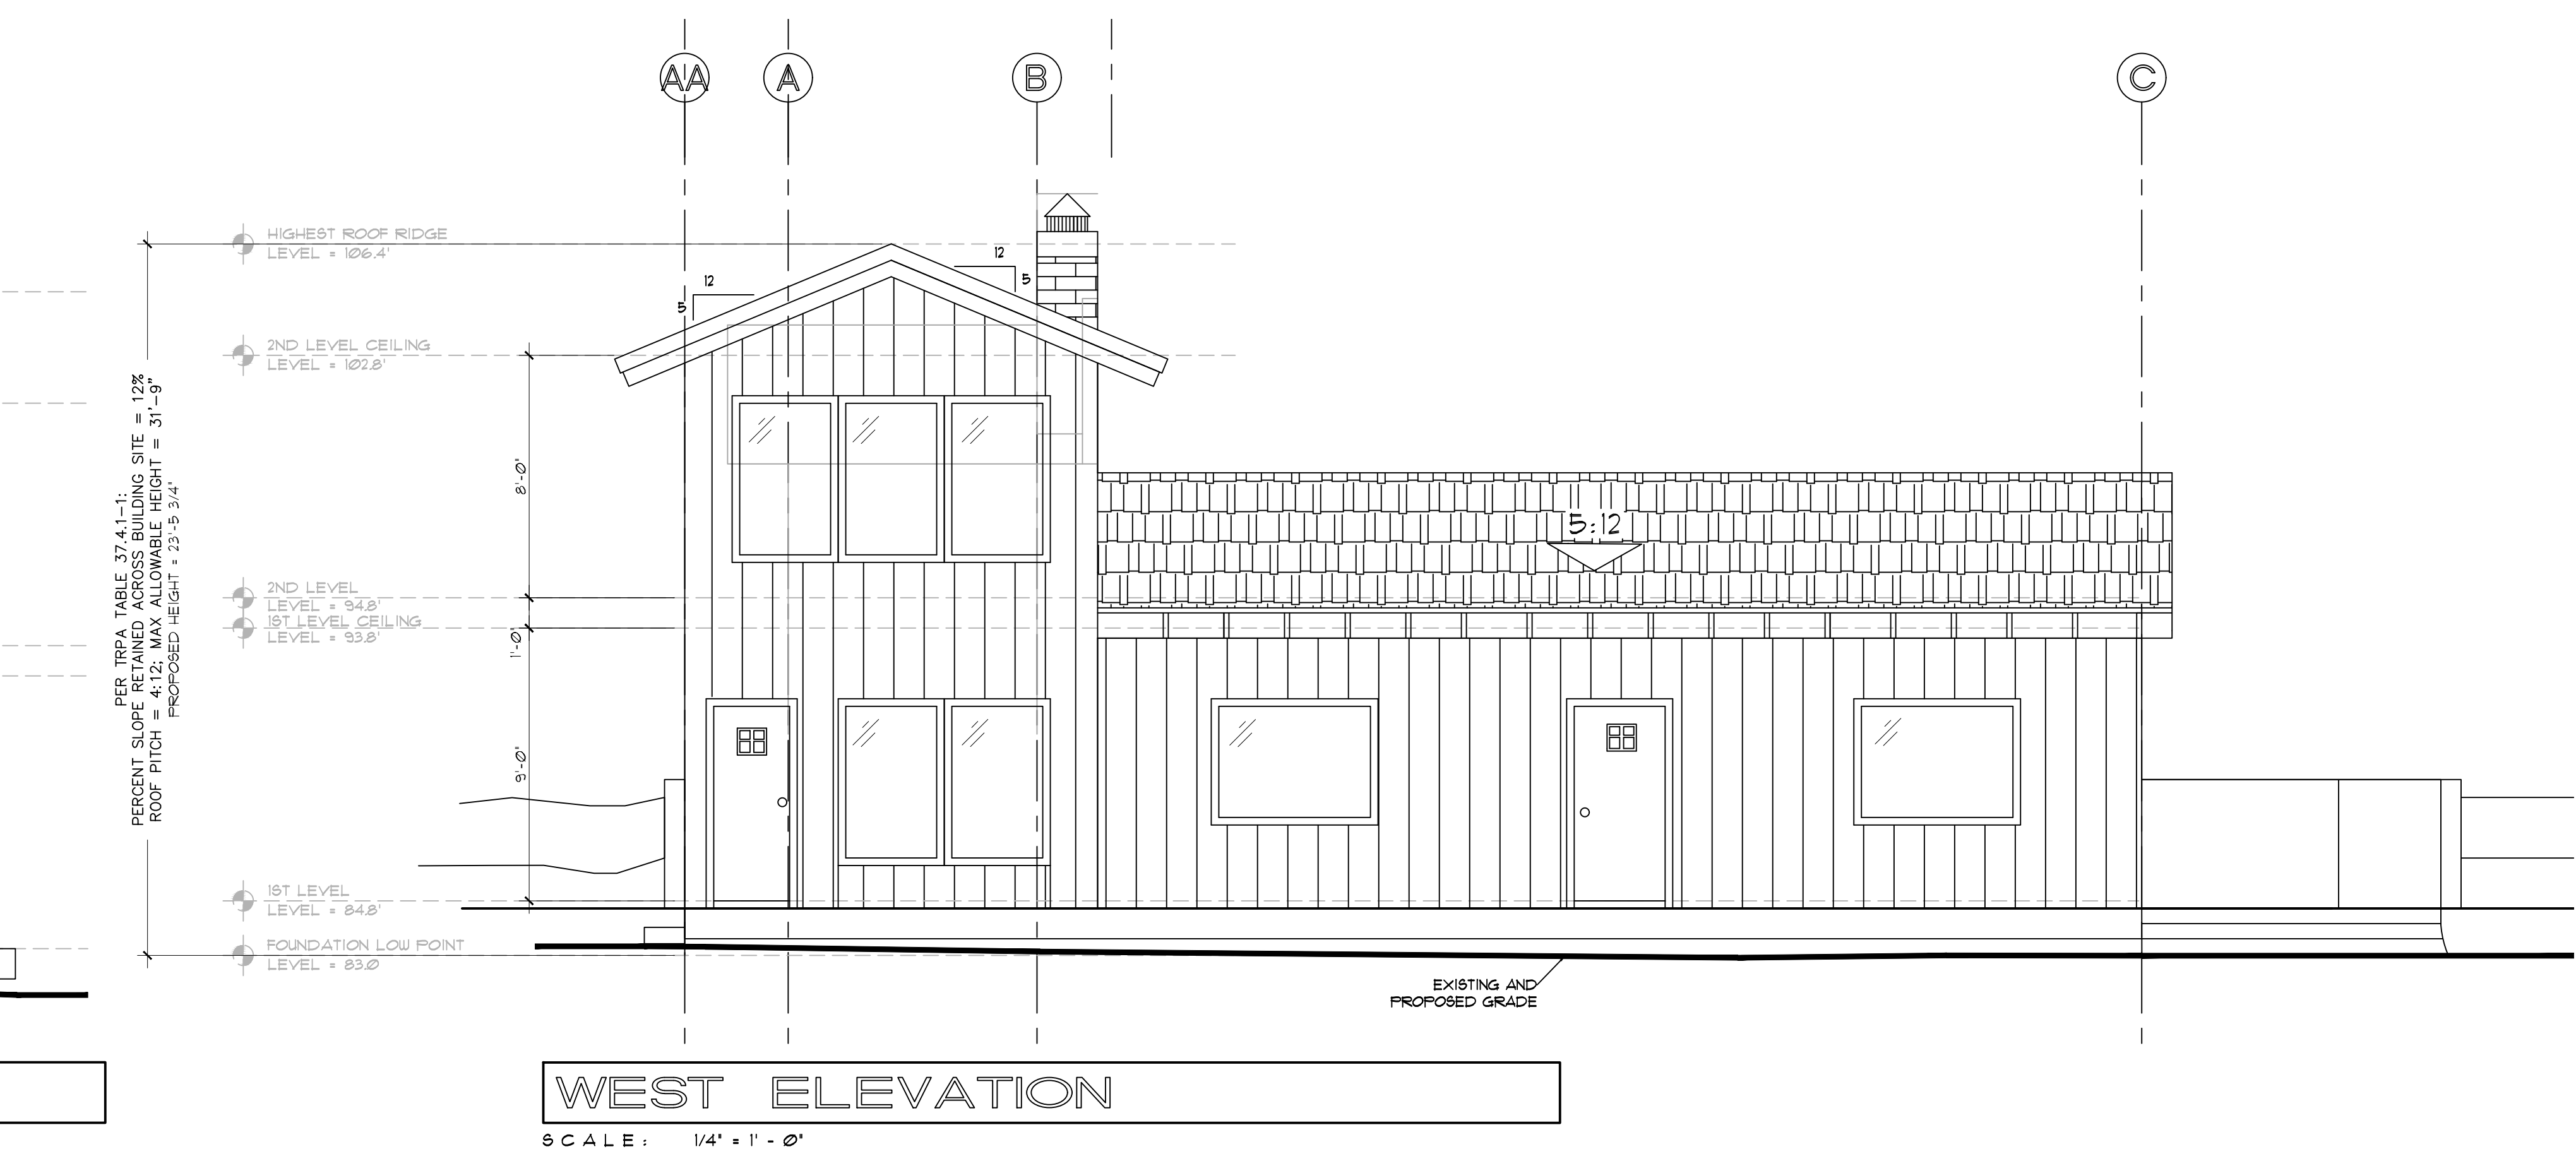 AA
A
B
C
HIGHEST ROOF RIDGE
LEVEL = 106.4'
12
5
12
5
2ND LEVEL CEILING
LEVEL = 102.8'
8'-0"
5:12
2ND LEVEL
LEVEL = 94.8'
1ST LEVEL CEILING
LEVEL = 93.8'
1'-0"
9'-0"
PER TRPA TABLE 37.4.1-1:
PERCENT SLOPE RETAINED ACROSS BUILDING SITE = 12%
ROOF PITCH = 4:12; MAX ALLOWABLE HEIGHT = 31'-9"
PROPOSED HEIGHT = 23'-5 3/4"
1ST LEVEL
LEVEL = 84.8'
FOUNDATION LOW POINT
LEVEL = 83.0
EXISTING AND
PROPOSED GRADE
WEST ELEVATION
SCALE: 1/4" = 1' - 0"